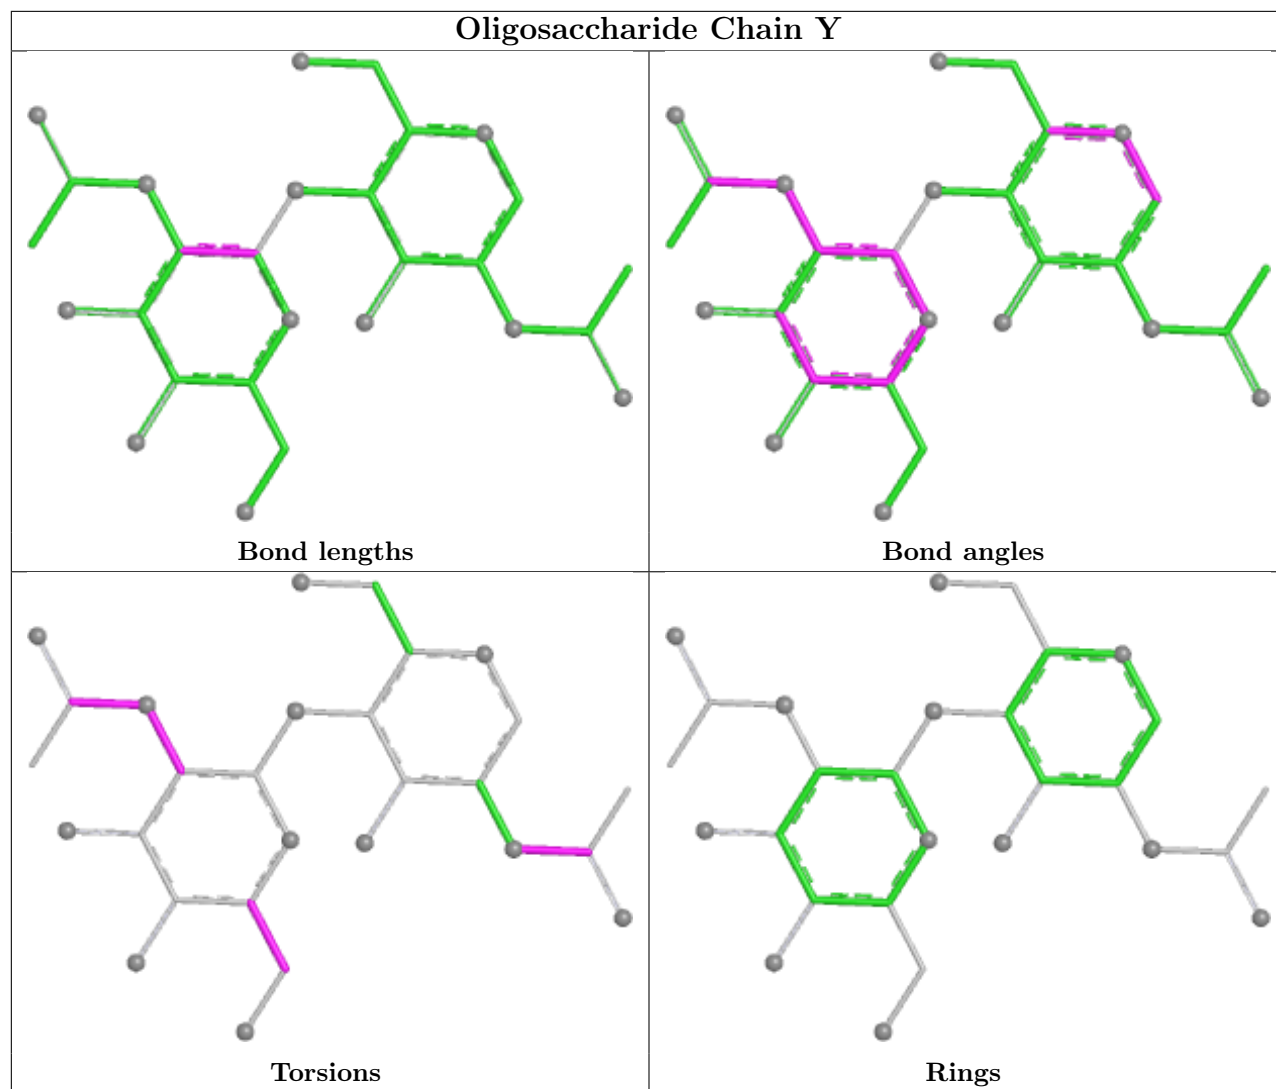 Oligosaccharide Chain Y
Bond lengths
Bond angles
Torsions
Rings